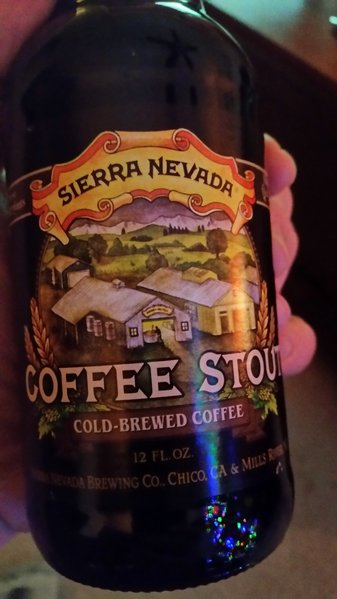 SIERRA NEVADA
COFFEE STOUT
COLD-BREWED COFFEE
12 FL.OZ.
NEVADA BREWING CO., CHICO, CA & MILLS